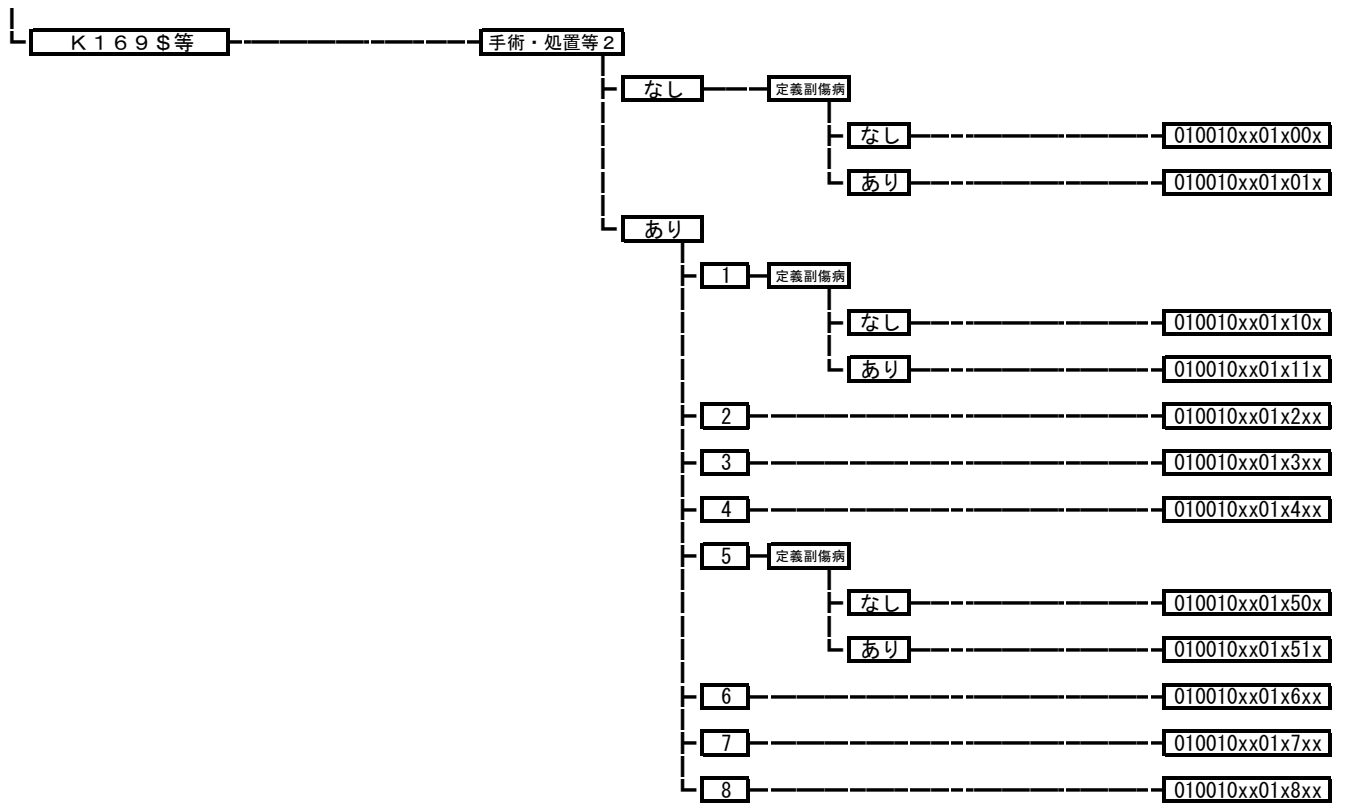 K169$等 手術・処置等2
なし 定義副傷病
なし 010010xx01x00x
あり 010010xx01x01x
あり
1 定義副傷病
なし 010010xx01x10x
あり 010010xx01x11x
2 010010xx01x2xx
3 010010xx01x3xx
4 010010xx01x4xx
5 定義副傷病
なし 010010xx01x50x
あり 010010xx01x51x
6 010010xx01x6xx
7 010010xx01x7xx
8 010010xx01x8xx